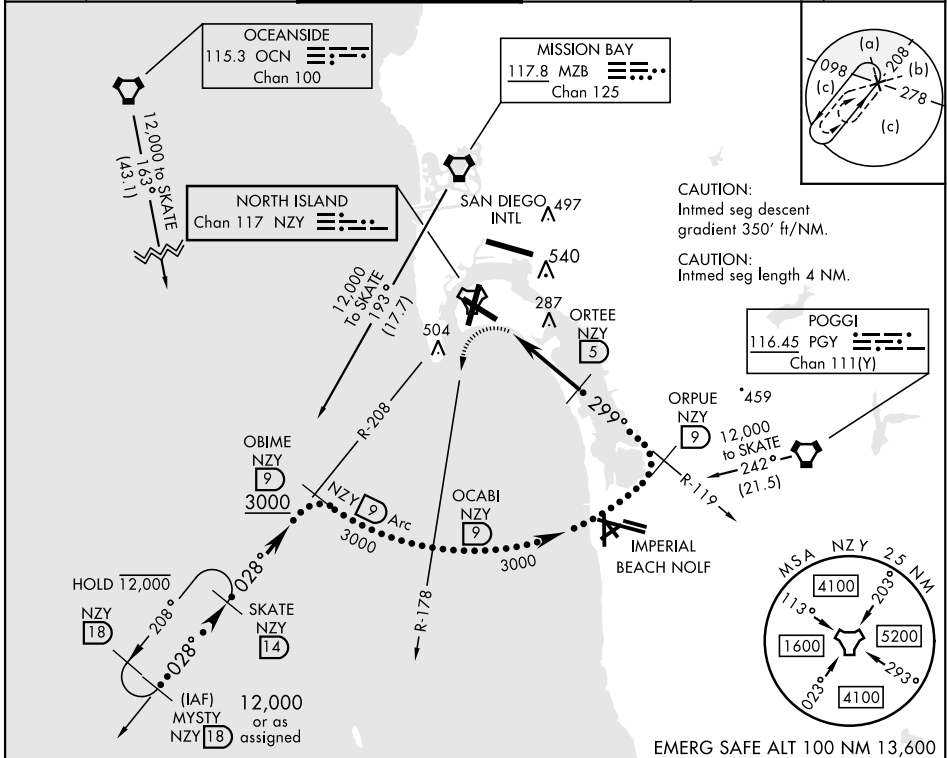 OCEANSIDE
115.3 OCN
Chan 100
MISSION BAY
117.8 MZB
Chan 125
(a)
098
208
(b)
(c)
278
(c)
12,000 to SKATE
163°
(43.1)
NORTH ISLAND
Chan 117 NZY
SAN DIEGO
INTL
497
540
CAUTION:
Intmed seg descent
gradient 350' ft/NM.
CAUTION:
Intmed seg length 4 NM.
12,000
To SKATE
193°
(17.7)
504
287
ORTEE
NZY
5
POGGI
116.45 PGY
Chan 111(Y)
299°
R-208
ORPUE
NZY
9
459
12,000
to SKATE
242°
(21.5)
R-119
OBIME
NZY
9
3000
NZY 9 Arc
3000
OCABI
NZY
9
3000
IMPERIAL
BEACH NOLF
028°
HOLD 12,000
208°
NZY
18
SKATE
NZY
14
028°
R-178
(IAF)
MYSTY
NZY 18
12,000
or as
assigned
MSA NZY 25 NM
4100
113°
203°
1600
5200
023°
293°
4100
EMERG SAFE ALT 100 NM 13,600